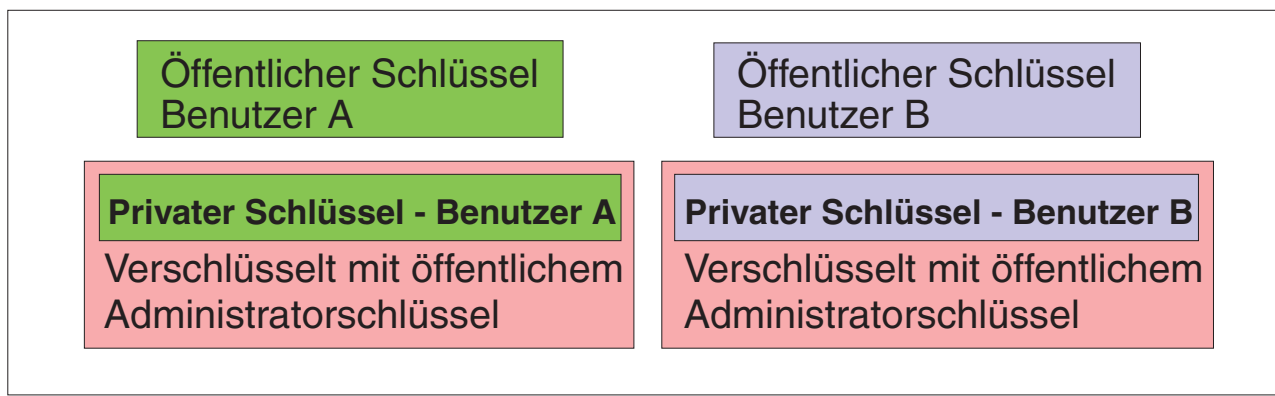 Öffentlicher Schlüssel
Benutzer A
Privater Schlüssel - Benutzer A
Verschlüsselt mit öffentlichem
Administratorschlüssel
Öffentlicher Schlüssel
Benutzer B
Privater Schlüssel - Benutzer B
Verschlüsselt mit öffentlichem
Administratorschlüssel